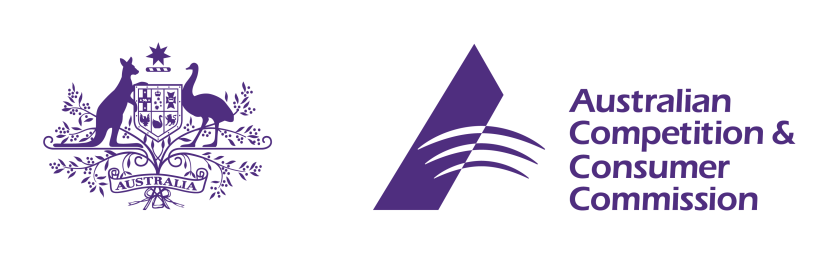 AUSTRALIA
Australian
Competition &
Consumer
Commission